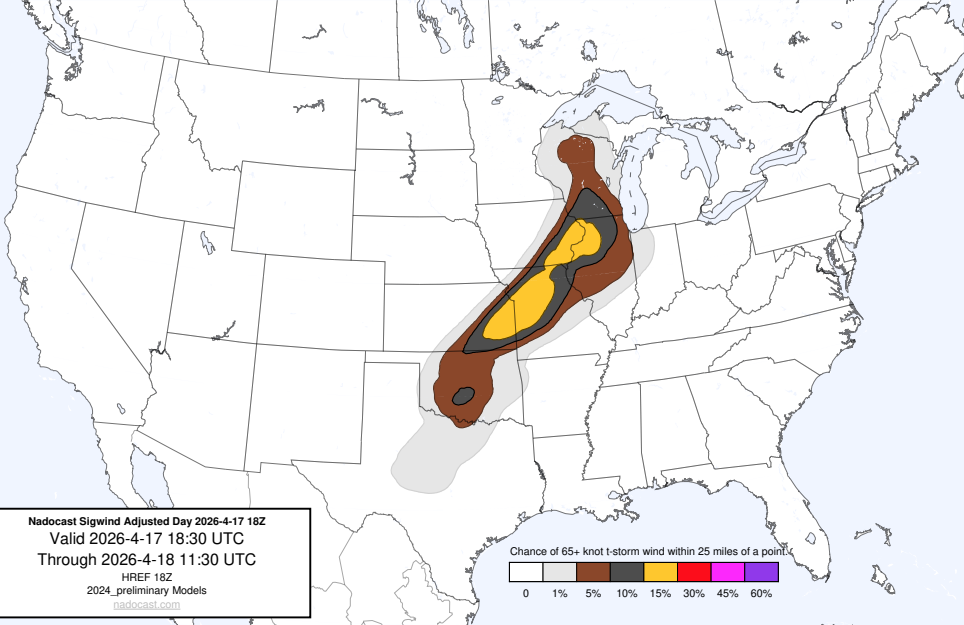 Nadocast Sigwind Adjusted Day 2026-4-17 18Z
Valid 2026-4-17 18:30 UTC
Through 2026-4-18 11:30 UTC
HREF 18Z
2024_preliminary Models
nadocast.com
Chance of 65+ knot t-storm wind within 25 miles of a point.
0 1% 5% 10% 15% 30% 45% 60%